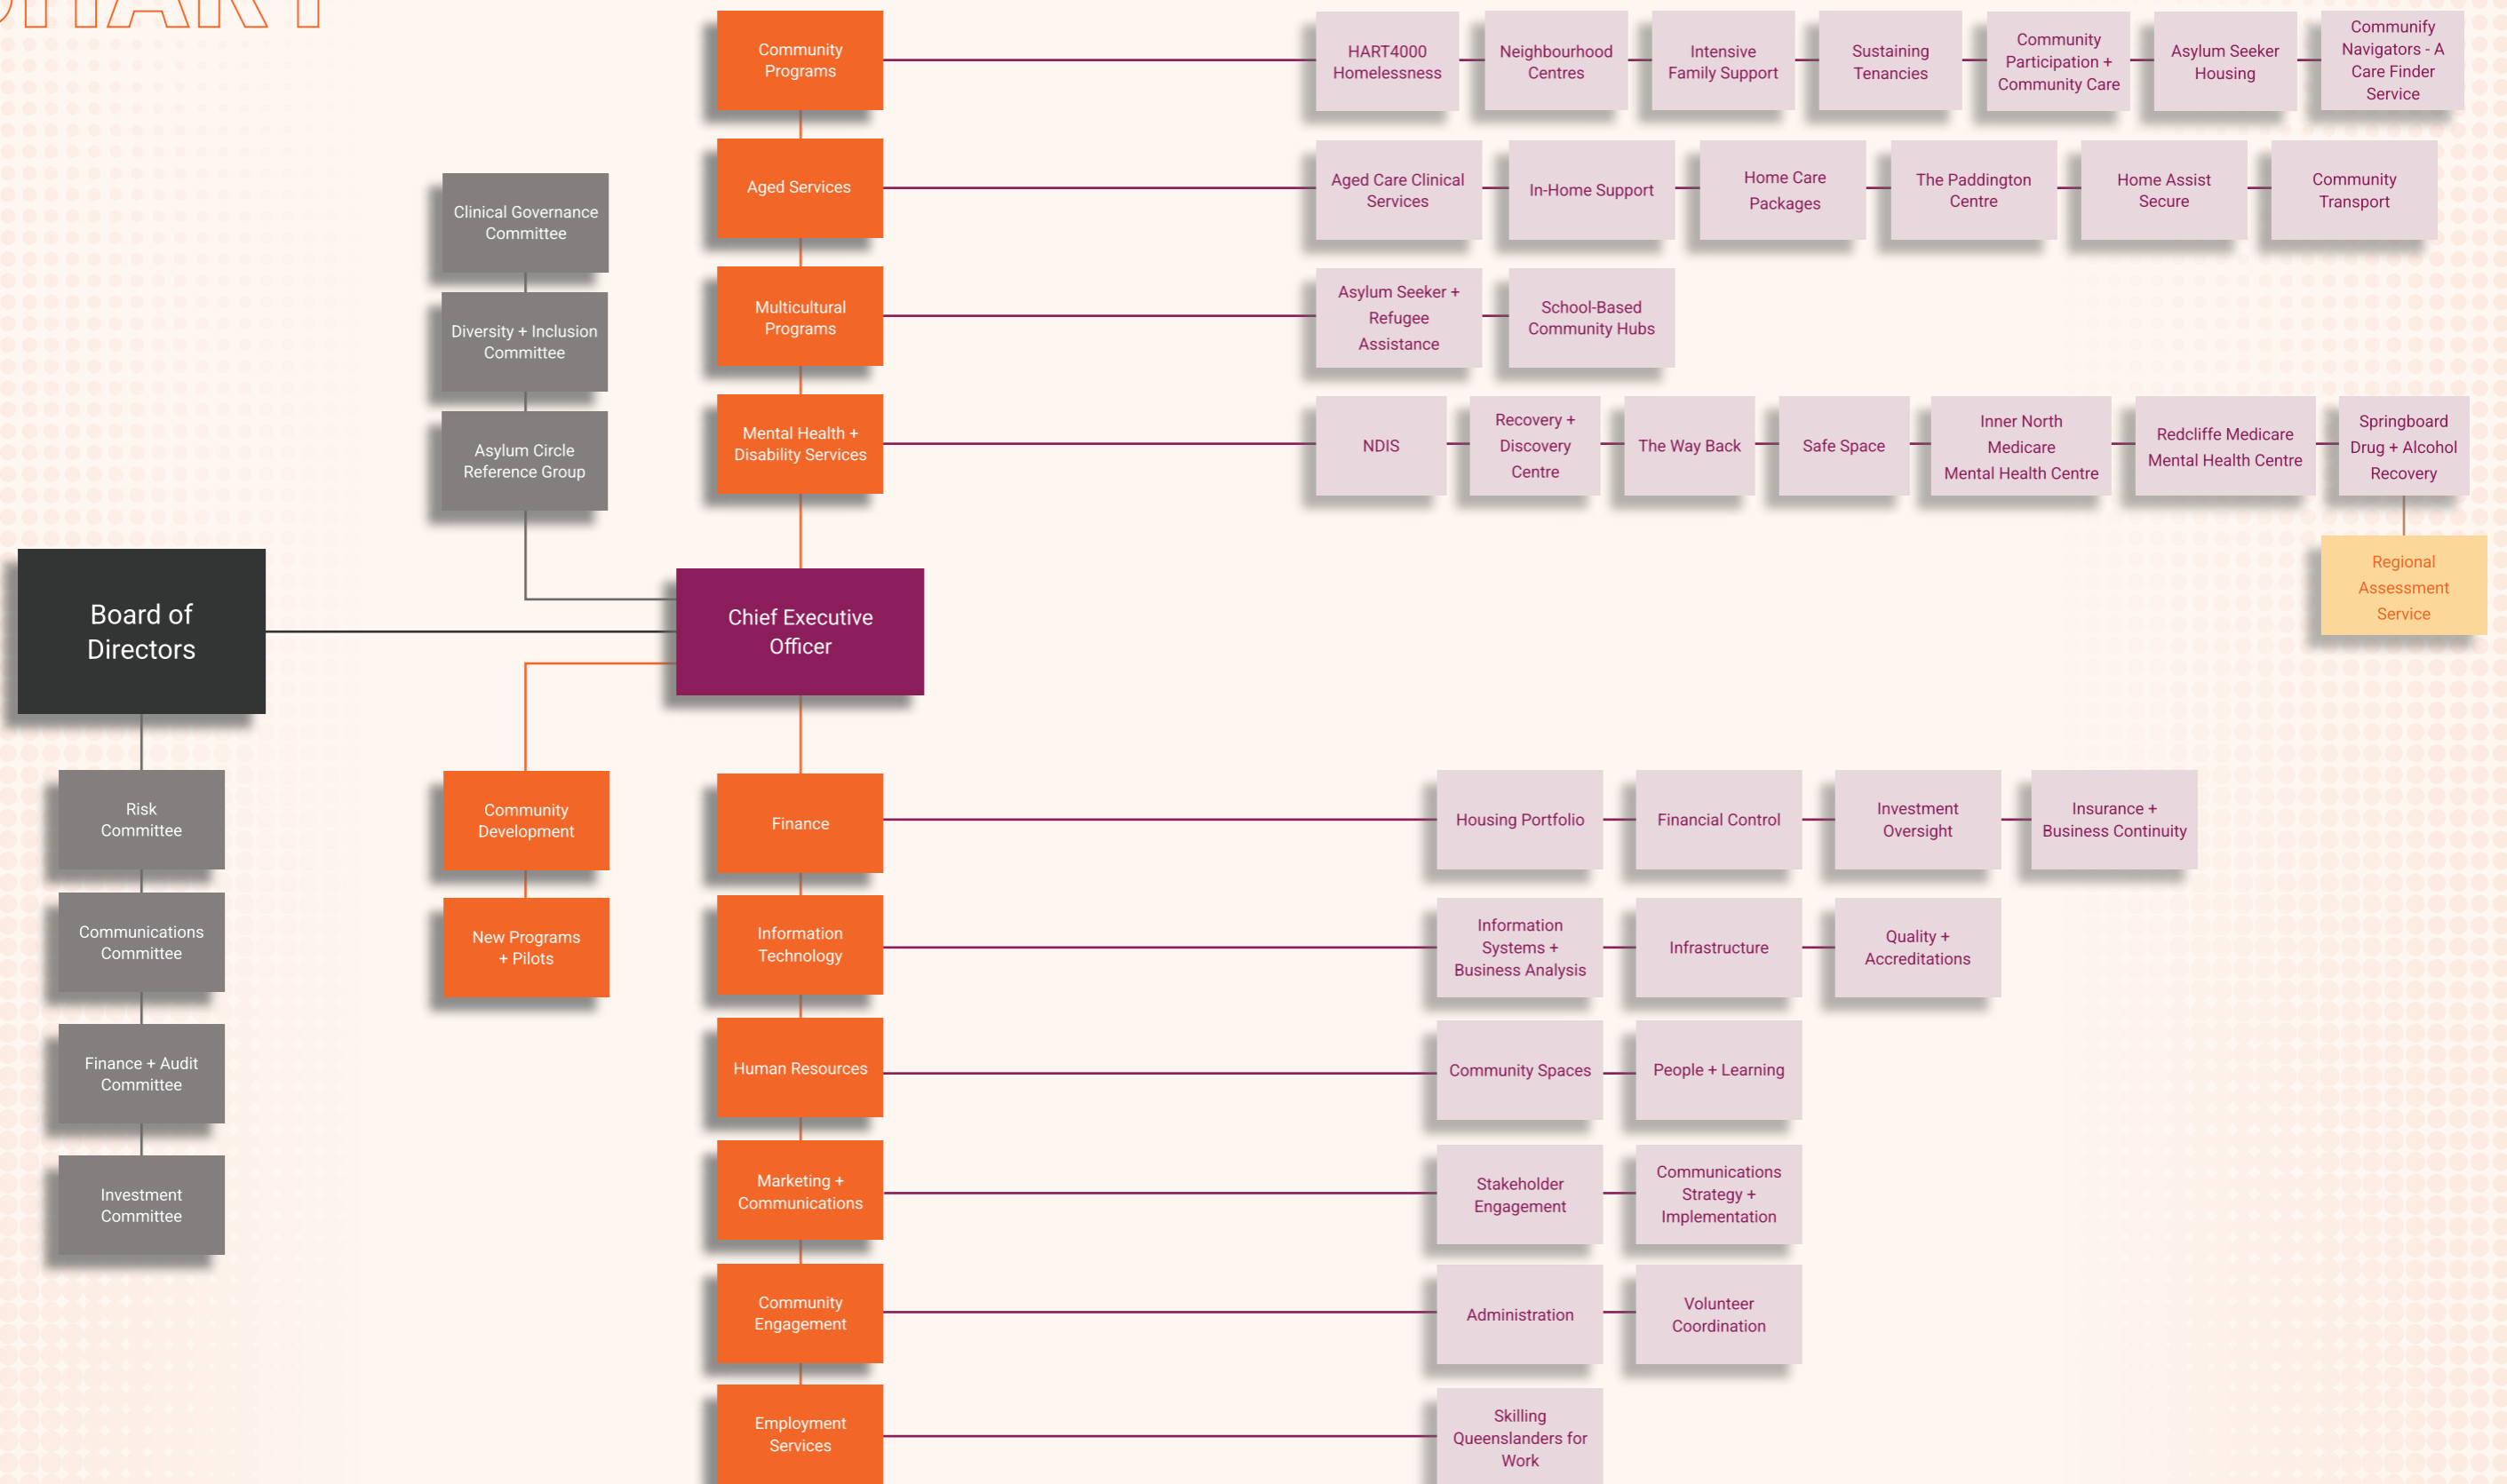 Community
Programs
HART4000
Homelessness
Neighbourhood
Centres
Intensive
Family Support
Sustaining
Tenancies
Community
Participation +
Community Care
Asylum Seeker
Housing
Communify
Navigators - A
Care Finder
Service
Aged Services
Aged Care Clinical
Services
In-Home Support
Home Care
Packages
The Paddington
Centre
Home Assist
Secure
Community
Transport
Clinical Governance
Committee
Diversity + Inclusion
Committee
Asylum Circle
Reference Group
Multicultural
Programs
Asylum Seeker +
Refugee
Assistance
School-Based
Community Hubs
Mental Health +
Disability Services
NDIS
Recovery +
Discovery
Centre
The Way Back
Safe Space
Inner North
Medicare
Mental Health Centre
Redcliffe Medicare
Mental Health Centre
Springboard
Drug + Alcohol
Recovery
Regional
Assessment
Service
Board of
Directors
Chief Executive
Officer
Risk
Committee
Communications
Committee
Finance + Audit
Committee
Investment
Committee
Community
Development
New Programs
+ Pilots
Finance
Housing Portfolio
Financial Control
Investment
Oversight
Insurance +
Business Continuity
Information
Technology
Information
Systems +
Business Analysis
Infrastructure
Quality +
Accreditations
Human Resources
Community Spaces
People + Learning
Marketing +
Communications
Stakeholder
Engagement
Communications
Strategy +
Implementation
Community
Engagement
Administration
Volunteer
Coordination
Employment
Services
Skilling
Queenslanders for
Work